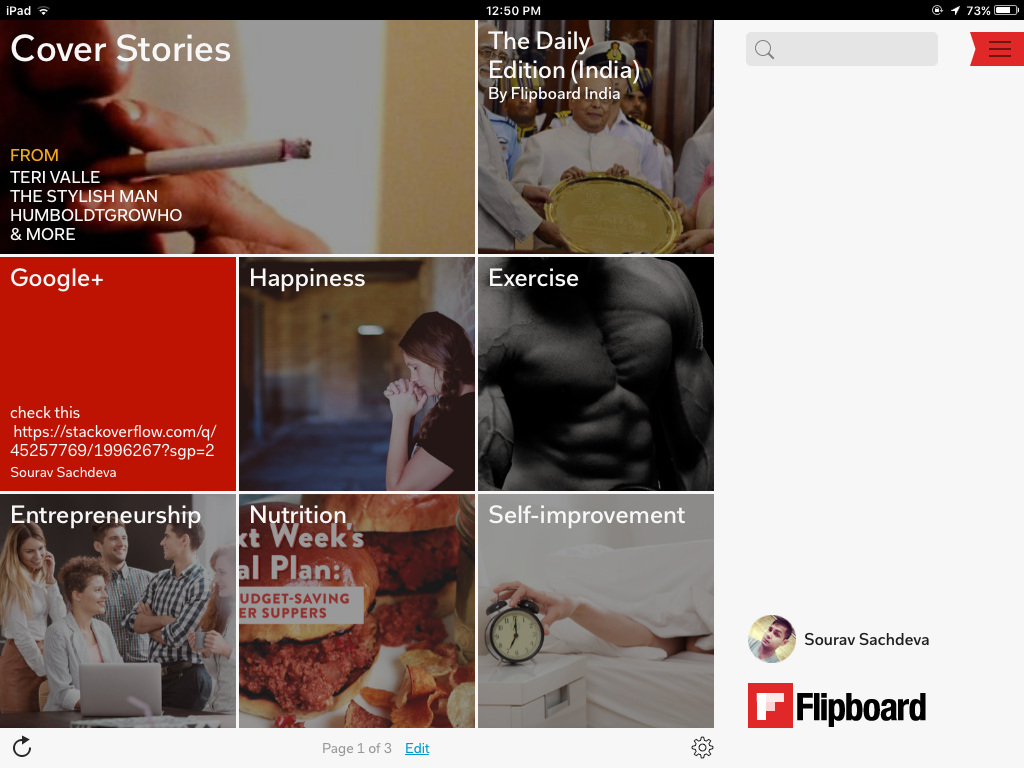 iPad
12:50 PM
73%
Cover Stories
FROM
TERI VALLE
THE STYLISH MAN
HUMBOLDTGROWHO
& MORE
The Daily
Edition (India)
By Flipboard India
Google+
check this
https://stackoverflow.com/q/
45257769/1996267?sgp=2
Sourav Sachdeva
Happiness
Exercise
Entrepreneurship
Nutrition
xt Week's
al Plan:
UDGET-SAVING
ER SUPPERS
Self-improvement
Sourav Sachdeva
Flipboard
Page 1 of 3 Edit